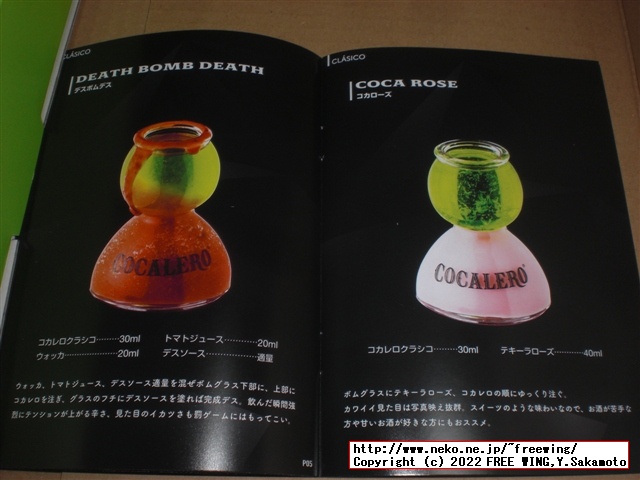 CLÁSICO
DEATH BOMB DEATH
デスボムデス
COCALERO
コカレロクラシコ………30ml
トマトジュース…………20ml
ウォッカ………………20ml
デスソース………………適量
ウォッカ、トマトジュース、デスソース適量を混ぜボムグラス下部に、上部に
コカレロを注ぎ、グラスのフチにデスソースを塗れば完成デス。飲んだ瞬間強
烈にテンションが上がる辛さ、見た目のイカツさも罰ゲームにはもってこい。
P05
CLÁSICO
COCA ROSE
コカローズ
COCALERO
コカレロクラシコ………30ml
テキーラローズ………40ml
ボムグラスにテキーラローズ、コカレロの順にゆっくり注ぐ。
カワイイ見た目は写真映え抜群、スイーツのような味わいなので、お酒が苦手な
方や甘いお酒が好きな方にもおススメ。
http://www.neko.ne.jp/~freewing/
Copyright (c) 2022 FREE WING,Y.Sakamoto